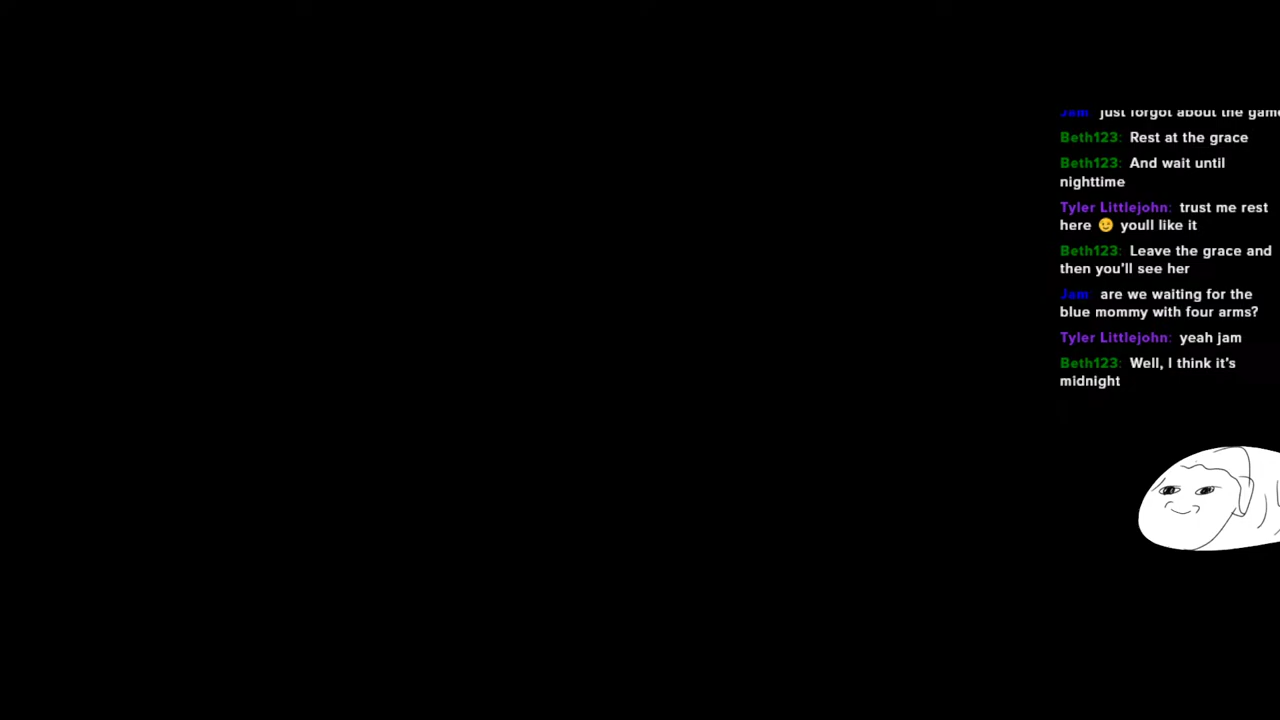 Jam: just forgot about the game
Beth123: Rest at the grace
Beth123: And wait until
nighttime
Tyler Littlejohn: trust me rest
here 😉 youll like it
Beth123: Leave the grace and
then you'll see her
Jam: are we waiting for the
blue mommy with four arms?
Tyler Littlejohn: yeah jam
Beth123: Well, I think it's
midnight